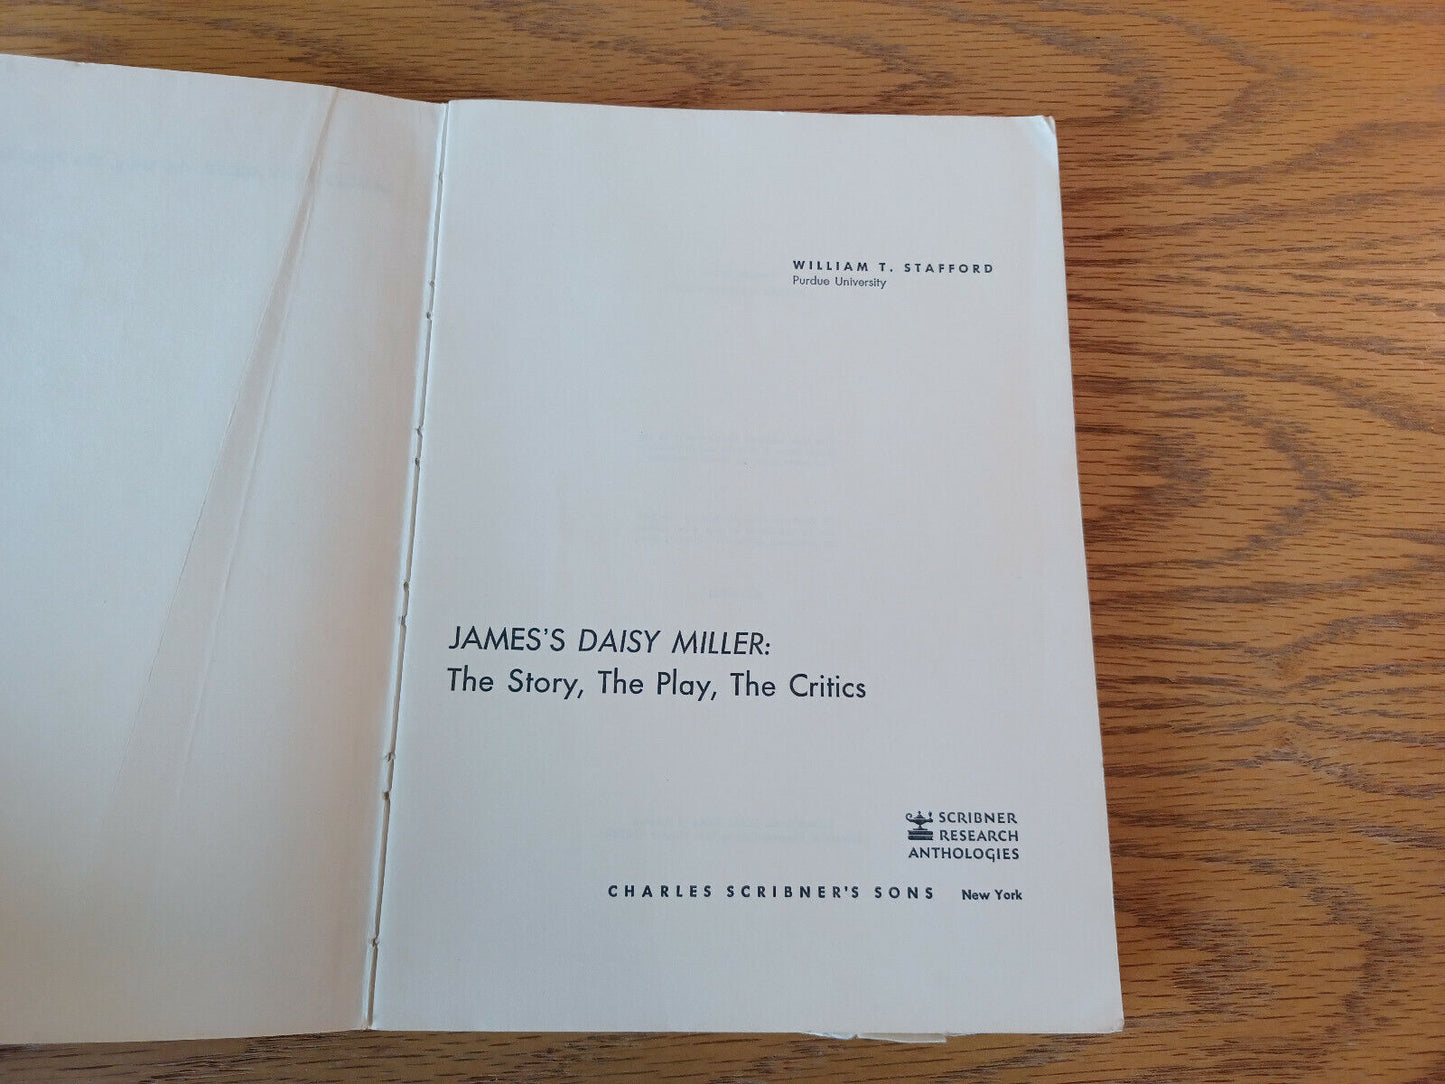 WILLIAM T. STAFFORD
Purdue University
JAMES'S DAISY MILLER:
The Story, The Play, The Critics
SCRIBNER
RESEARCH
ANTHOLOGIES
CHARLES SCRIBNER'S SONS New York